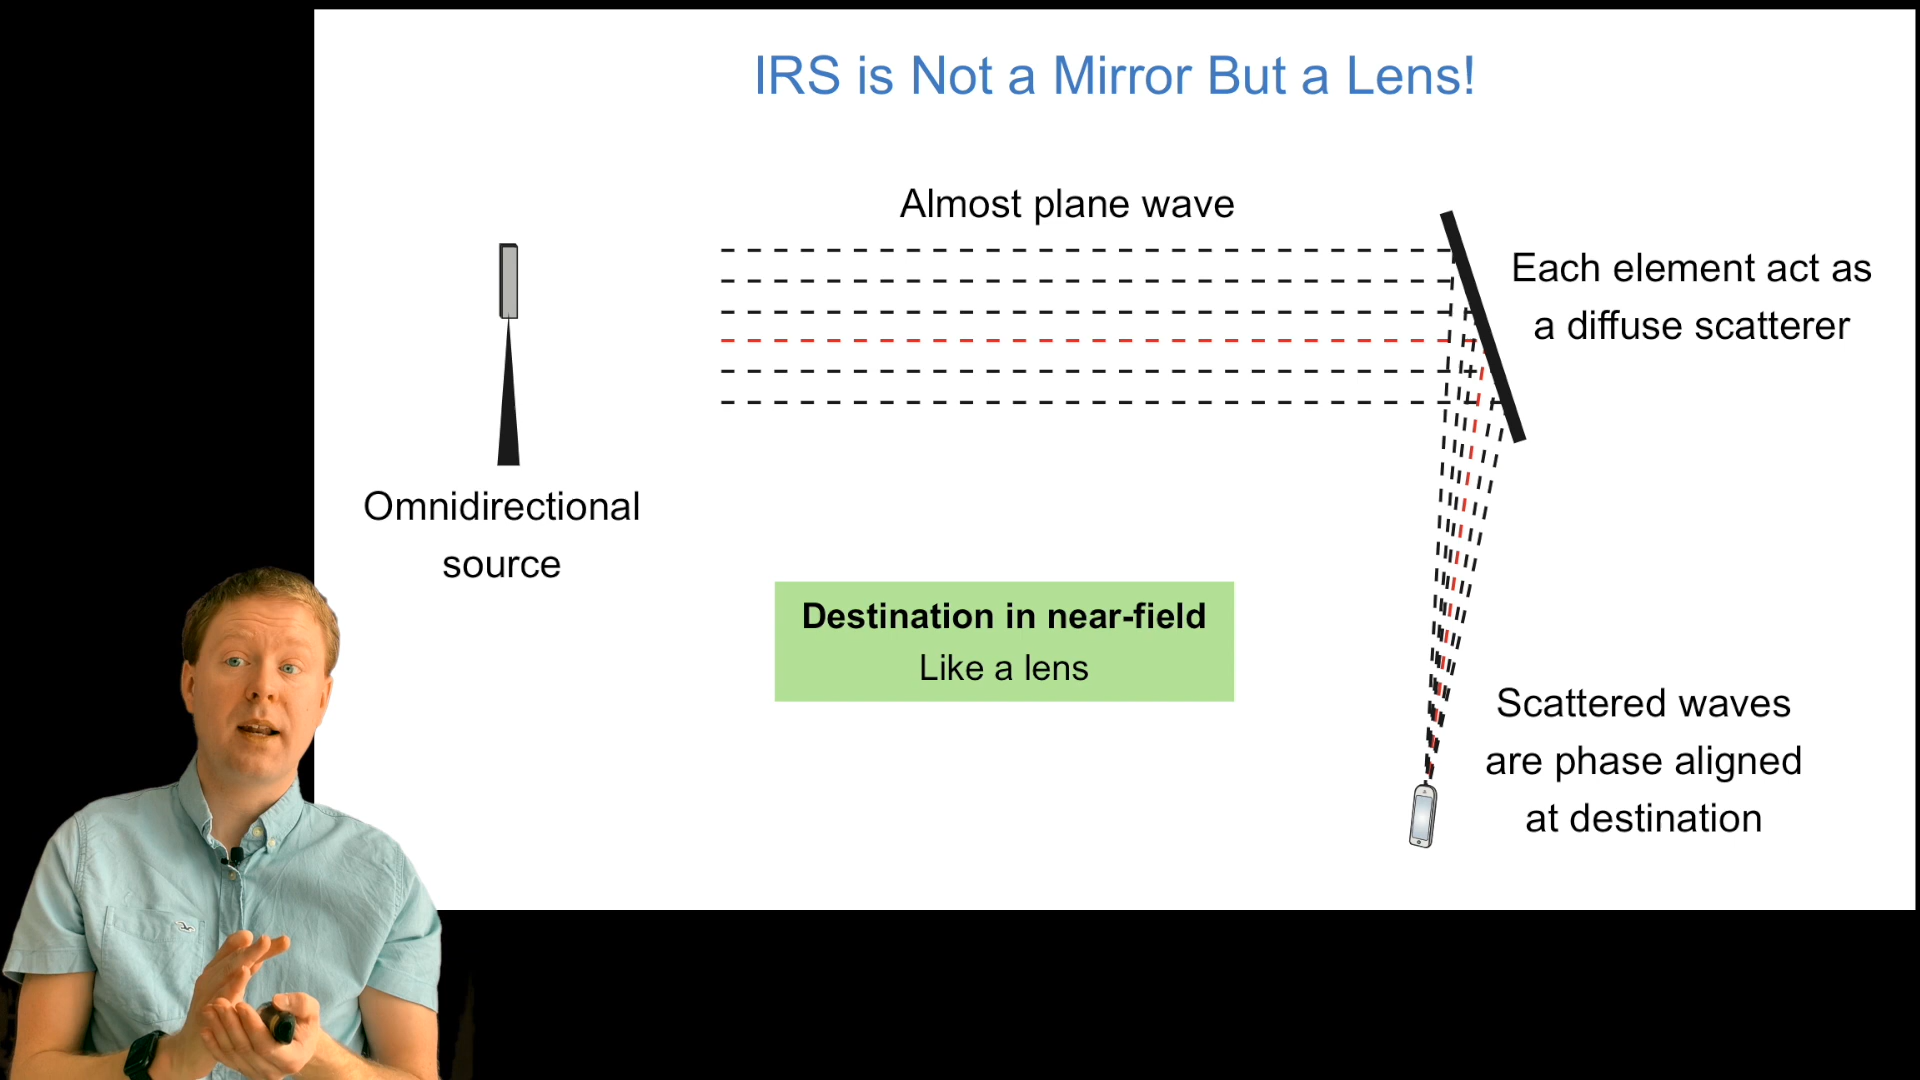 IRS is Not a Mirror But a Lens!
Almost plane wave
Each element act as
a diffuse scatterer
Omnidirectional
source
Destination in near-field
Like a lens
Scattered waves
are phase aligned
at destination